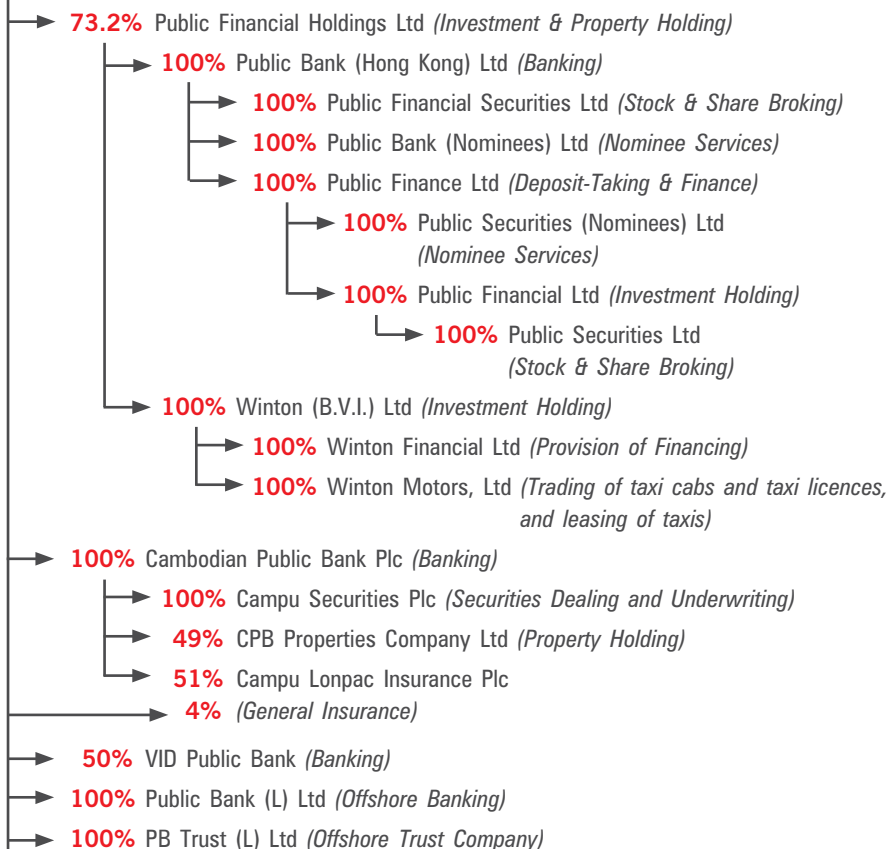 73.2% Public Financial Holdings Ltd (Investment & Property Holding)
100% Public Bank (Hong Kong) Ltd (Banking)
100% Public Financial Securities Ltd (Stock & Share Broking)
100% Public Bank (Nominees) Ltd (Nominee Services)
100% Public Finance Ltd (Deposit-Taking & Finance)
100% Public Securities (Nominees) Ltd
(Nominee Services)
100% Public Financial Ltd (Investment Holding)
100% Public Securities Ltd
(Stock & Share Broking)
100% Winton (B.V.I.) Ltd (Investment Holding)
100% Winton Financial Ltd (Provision of Financing)
100% Winton Motors, Ltd (Trading of taxi cabs and taxi licences,
and leasing of taxis)
100% Cambodian Public Bank Plc (Banking)
100% Campu Securities Plc (Securities Dealing and Underwriting)
49% CPB Properties Company Ltd (Property Holding)
51% Campu Lonpac Insurance Plc
4% (General Insurance)
50% VID Public Bank (Banking)
100% Public Bank (L) Ltd (Offshore Banking)
100% PB Trust (L) Ltd (Offshore Trust Company)